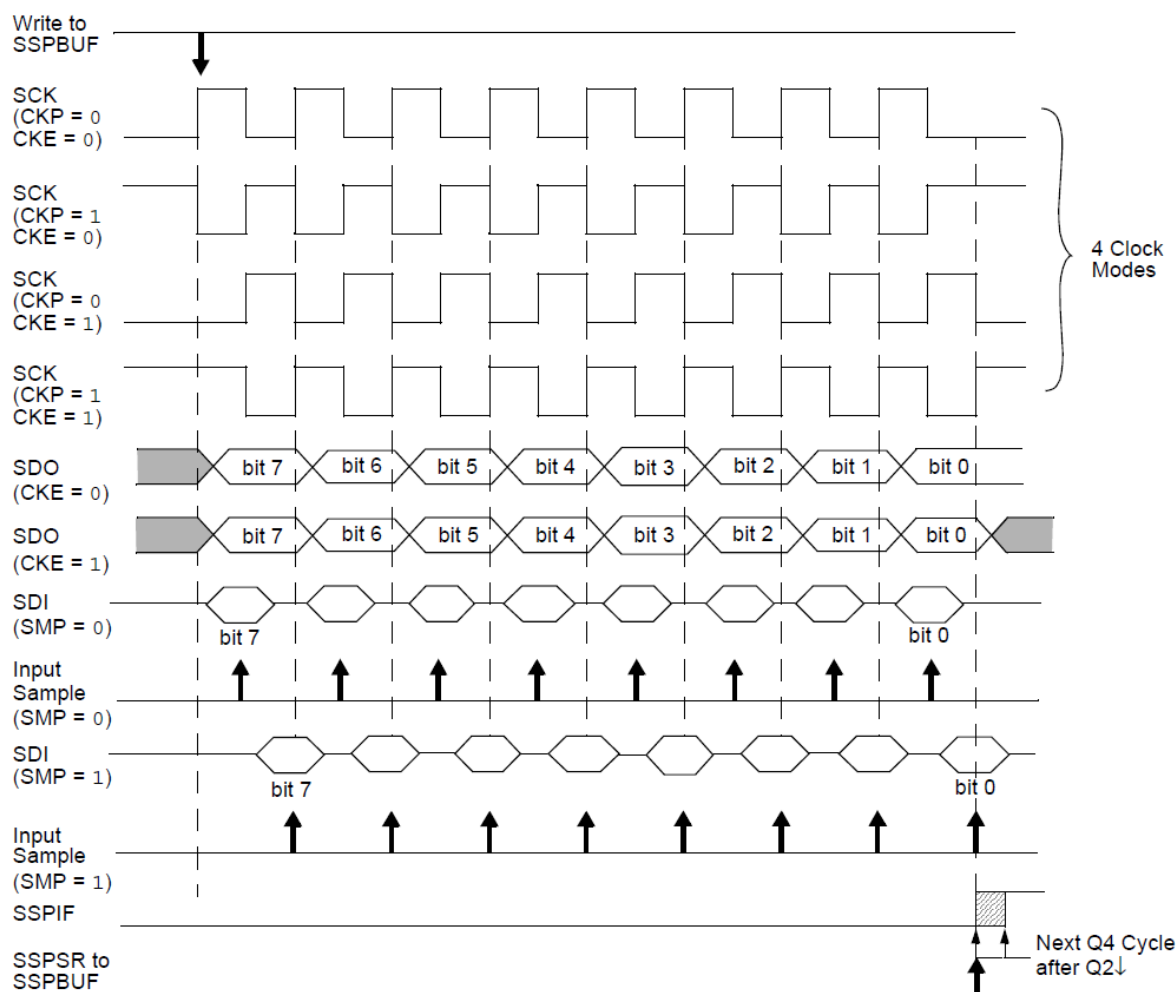 Write to
SSPBUF
SCK
(CKP = 0
CKE = 0)
SCK
(CKP = 1
CKE = 0)
4 Clock
Modes
SCK
(CKP = 0
CKE = 1)
SCK
(CKP = 1
CKE = 1)
SDO
(CKE = 0)
bit 7 bit 6 bit 5 bit 4 bit 3 bit 2 bit 1 bit 0
SDO
(CKE = 1)
bit 7 bit 6 bit 5 bit 4 bit 3 bit 2 bit 1 bit 0
SDI
(SMP = 0)
bit 7 bit 0
Input
Sample
(SMP = 0)
SDI
(SMP = 1)
bit 7 bit 0
Input
Sample
(SMP = 1)
SSPIF
SSPSR to
SSPBUF
Next Q4 Cycle
after Q2↓